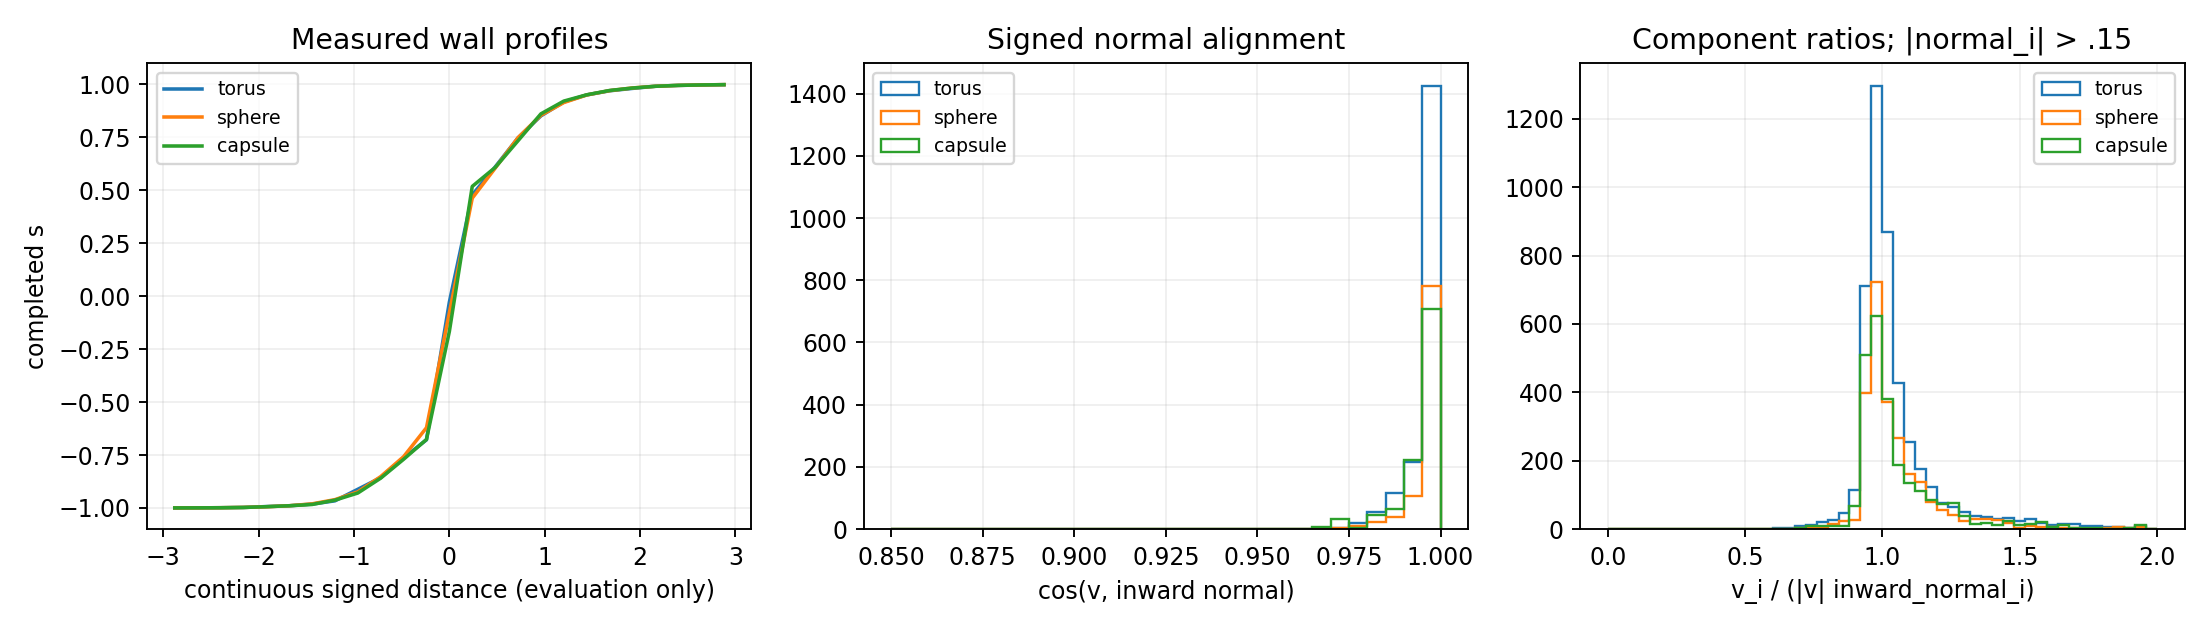 Measured wall profiles
torus
sphere
capsule
1.00
0.75
0.50
0.25
0.00
−0.25
−0.50
−0.75
−1.00
completed s
−3
−2
−1
0
1
2
3
continuous signed distance (evaluation only)
Signed normal alignment
torus
sphere
capsule
1400
1200
1000
800
600
400
200
0
0.850
0.875
0.900
0.925
0.950
0.975
1.000
cos(v, inward normal)
Component ratios; |normal_i| > .15
torus
sphere
capsule
1200
1000
800
600
400
200
0
0.0
0.5
1.0
1.5
2.0
v_i / (|v| inward_normal_i)